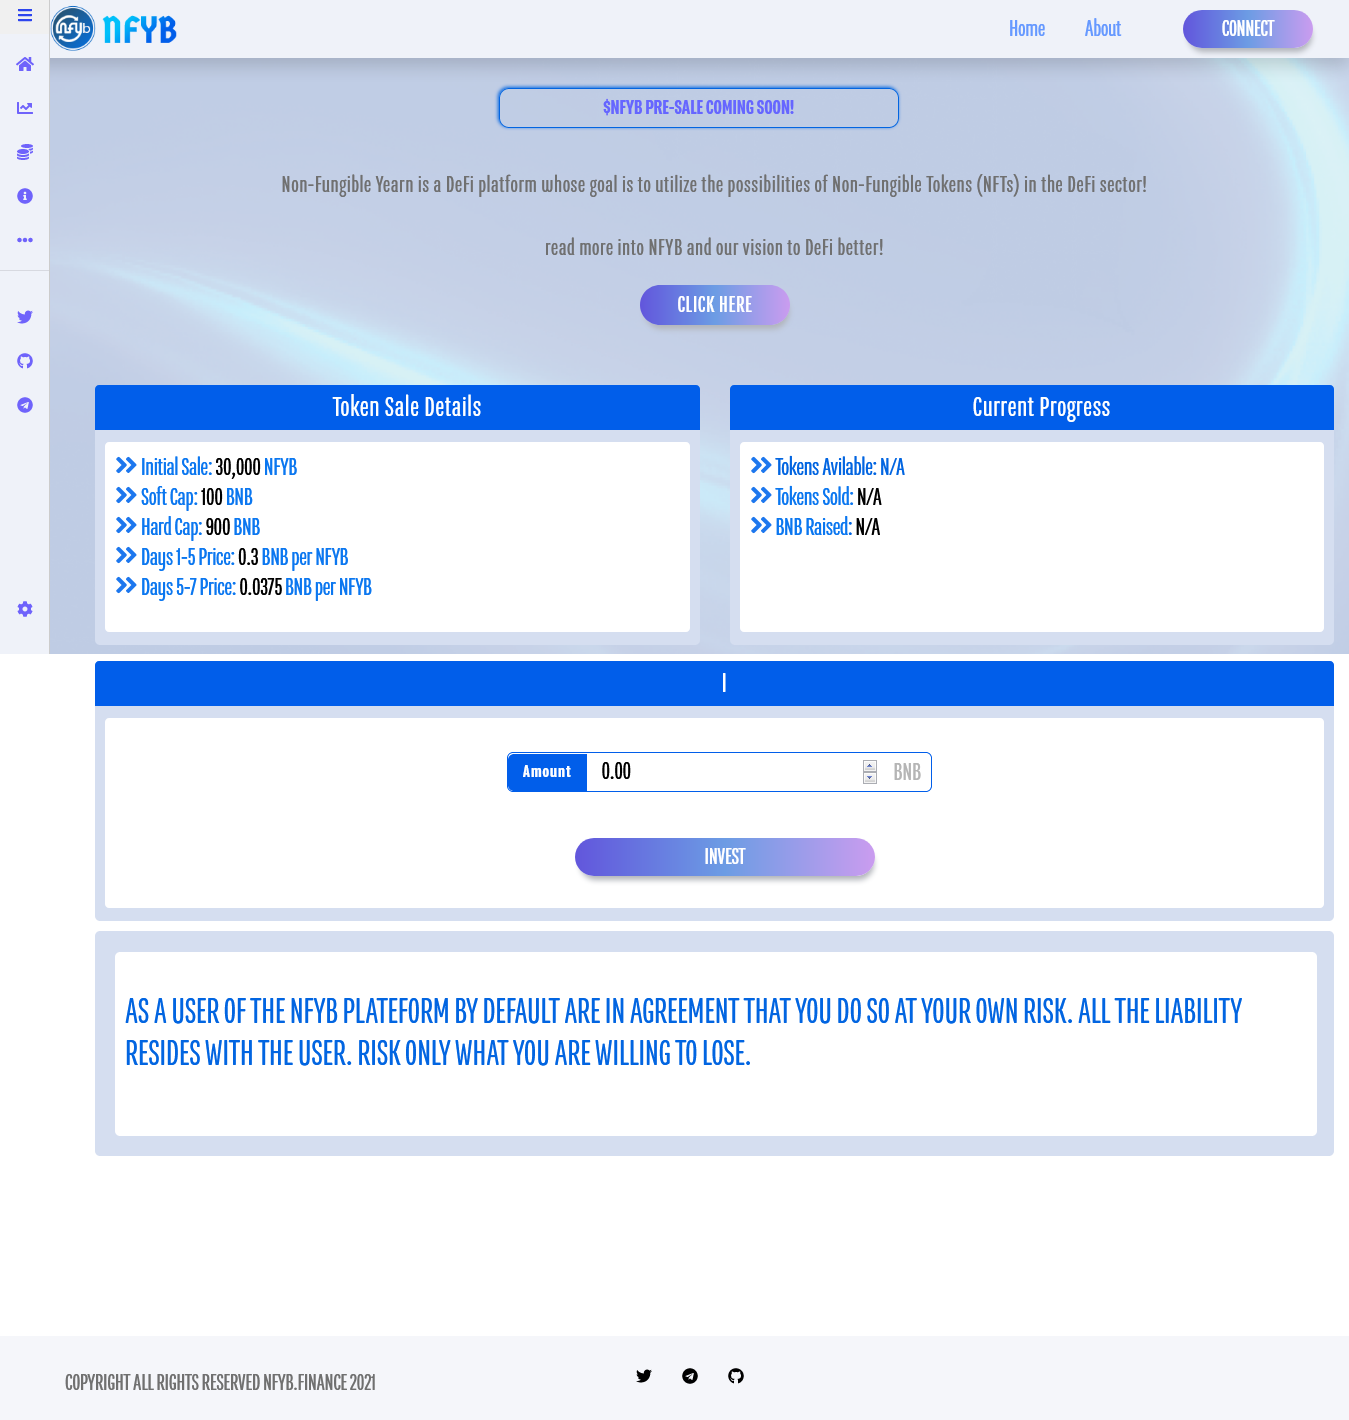 NFYB
Home
About
CONNECT
$NFYB PRE-SALE COMING SOON!
Non-Fungible Yearn is a DeFi platform whose goal is to utilize the possibilities of Non-Fungible Tokens (NFTs) in the DeFi sector!
read more into NFYB and our vision to DeFi better!
CLICK HERE
Token Sale Details
Initial Sale: 30,000 NFYB
Soft Cap: 100 BNB
Hard Cap: 900 BNB
Days 1-5 Price: 0.3 BNB per NFYB
Days 5-7 Price: 0.0375 BNB per NFYB
Current Progress
Tokens Avilable: N/A
Tokens Sold: N/A
BNB Raised: N/A
|
Amount
0.00
BNB
INVEST
AS A USER OF THE NFYB PLATEFORM BY DEFAULT ARE IN AGREEMENT THAT YOU DO SO AT YOUR OWN RISK. ALL THE LIABILITY
RESIDES WITH THE USER. RISK ONLY WHAT YOU ARE WILLING TO LOSE.
COPYRIGHT ALL RIGHTS RESERVED NFYB.FINANCE 2021